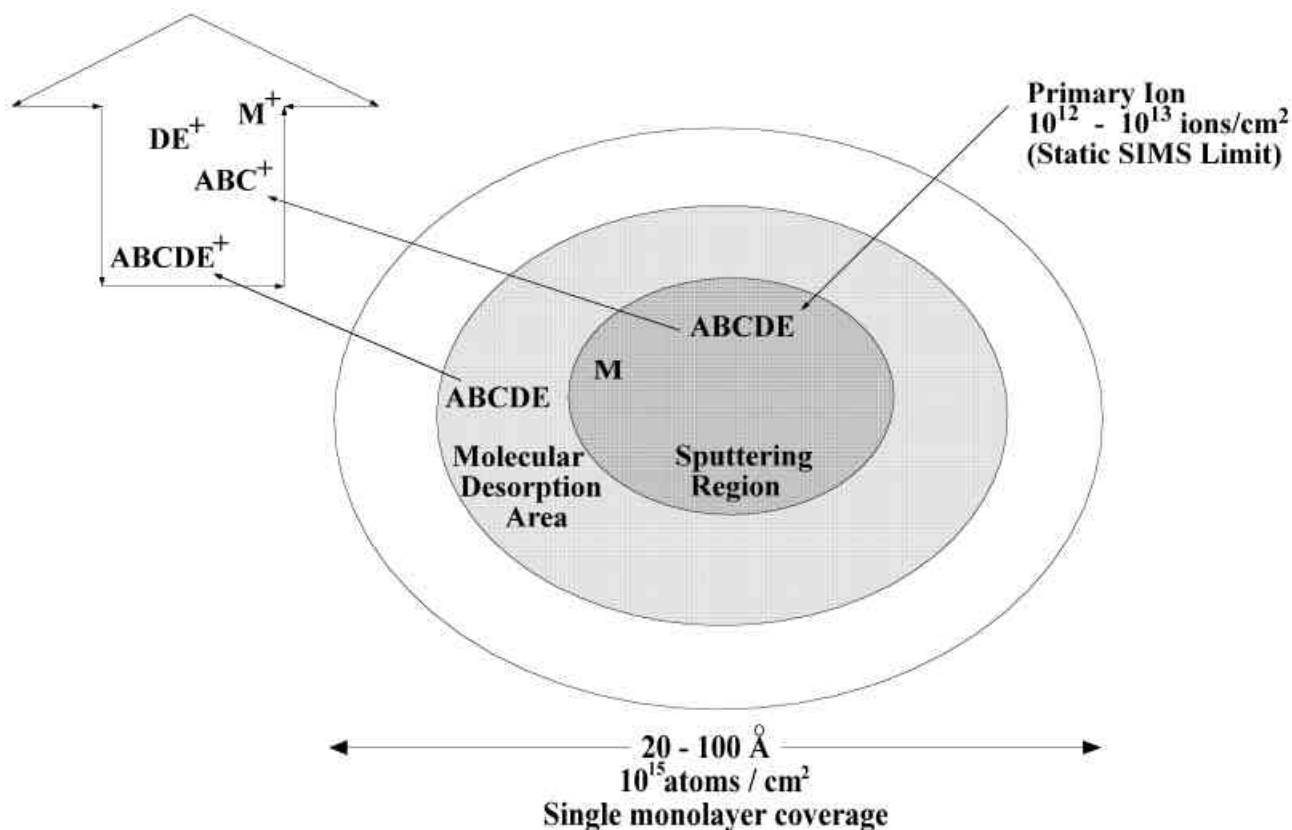 M⁺
DE⁺
ABC⁺
ABCDE⁺
Primary Ion
10¹² - 10¹³ ions/cm²
(Static SIMS Limit)
ABCDE
M
ABCDE
Molecular
Desorption
Area
Sputtering
Region
20 - 100 Å
10¹⁵atoms / cm²
Single monolayer coverage